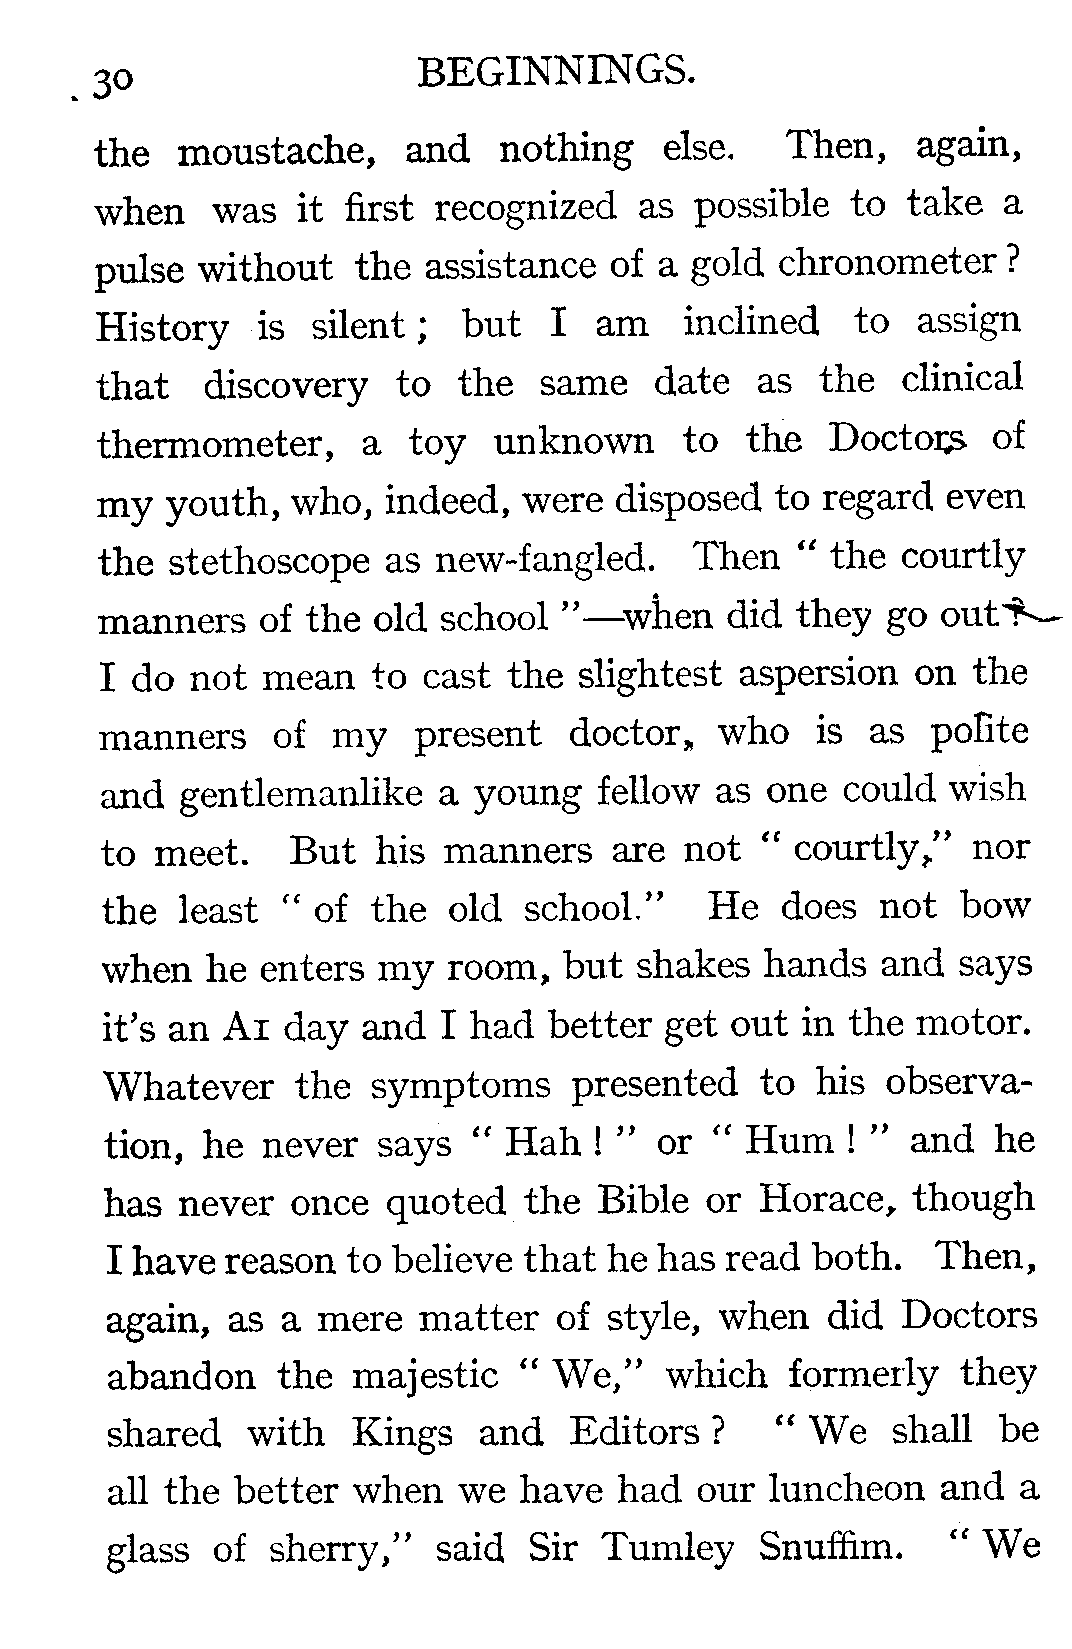 30 BEGINNINGS.
the moustache, and nothing else. Then, again,
when was it first recognized as possible to take a
pulse without the assistance of a gold chronometer ?
History is silent ; but I am inclined to assign
that discovery to the same date as the clinical
thermometer, a toy unknown to the Doctors of
my youth, who, indeed, were disposed to regard even
the stethoscope as new-fangled. Then " the courtly
manners of the old school "—when did they go out ?
I do not mean to cast the slightest aspersion on the
manners of my present doctor, who is as polite
and gentlemanlike a young fellow as one could wish
to meet. But his manners are not " courtly," nor
the least " of the old school." He does not bow
when he enters my room, but shakes hands and says
it's an A1 day and I had better get out in the motor.
Whatever the symptoms presented to his observa-
tion, he never says " Hah ! " or " Hum ! " and he
has never once quoted the Bible or Horace, though
I have reason to believe that he has read both. Then,
again, as a mere matter of style, when did Doctors
abandon the majestic " We," which formerly they
shared with Kings and Editors ? " We shall be
all the better when we have had our luncheon and a
glass of sherry," said Sir Tumley Snuffim. " We